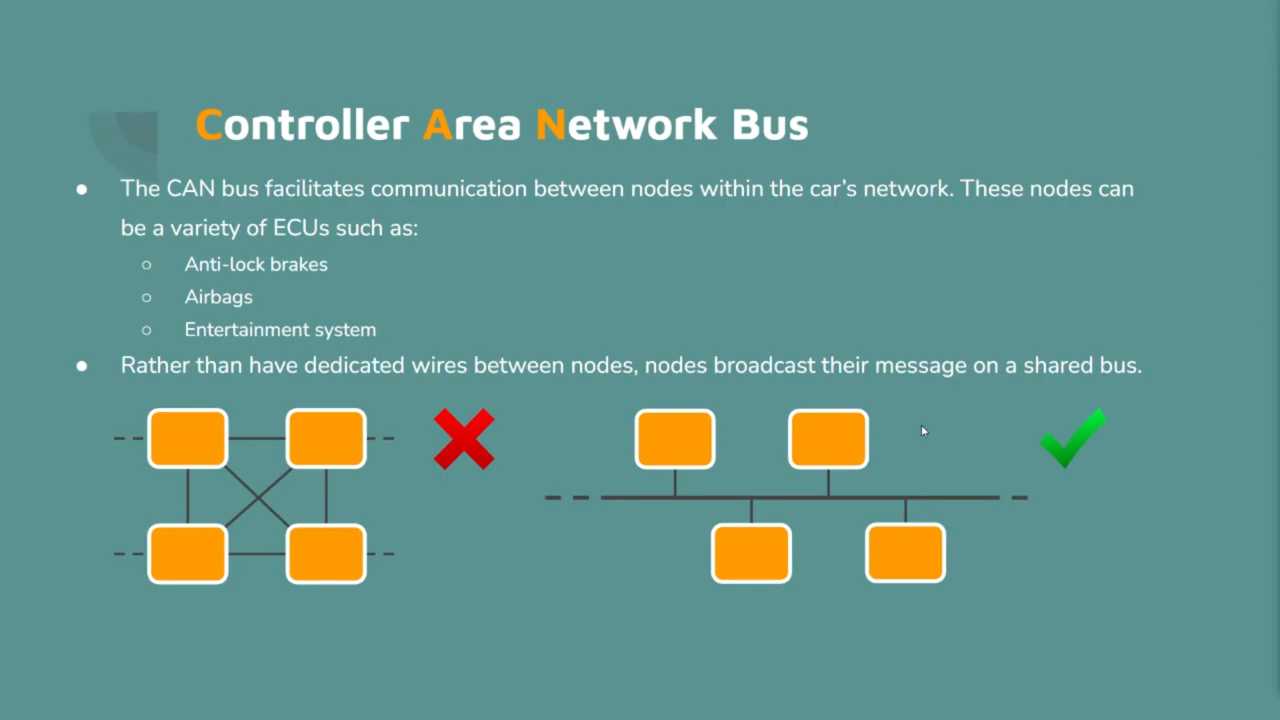 Controller Area Network Bus
● The CAN bus facilitates communication between nodes within the car’s network. These nodes can
be a variety of ECUs such as:
○ Anti-lock brakes
○ Airbags
○ Entertainment system
● Rather than have dedicated wires between nodes, nodes broadcast their message on a shared bus.